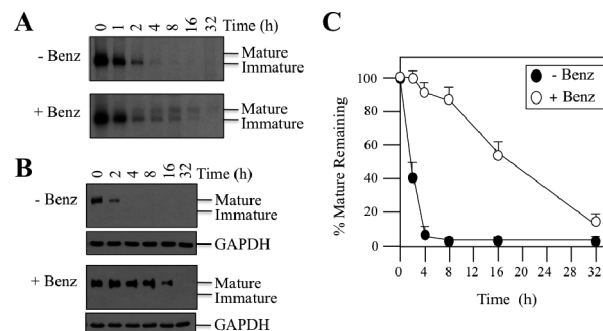 A
0 1 2 4 8 16 32 Time (h)
- Benz
Mature
Immature
+ Benz
Mature
Immature
B
0 2 4 8 16 32 Time (h)
- Benz
Mature
Immature
GAPDH
+ Benz
Mature
Immature
GAPDH
C
- Benz
+ Benz
% Mature Remaining
100
80
60
40
20
0
0 4 8 12 16 20 24 28 32
Time (h)